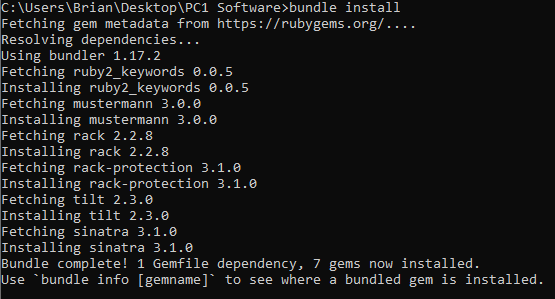 C:\Users\Brian\Desktop\PC1 Software>bundle install
Fetching gem metadata from https://rubygems.org/....
Resolving dependencies...
Using bundler 1.17.2
Fetching ruby2_keywords 0.0.5
Installing ruby2_keywords 0.0.5
Fetching mustermann 3.0.0
Installing mustermann 3.0.0
Fetching rack 2.2.8
Installing rack 2.2.8
Fetching rack-protection 3.1.0
Installing rack-protection 3.1.0
Fetching tilt 2.3.0
Installing tilt 2.3.0
Fetching sinatra 3.1.0
Installing sinatra 3.1.0
Bundle complete! 1 Gemfile dependency, 7 gems now installed.
Use `bundle info [gemname]` to see where a bundled gem is installed.